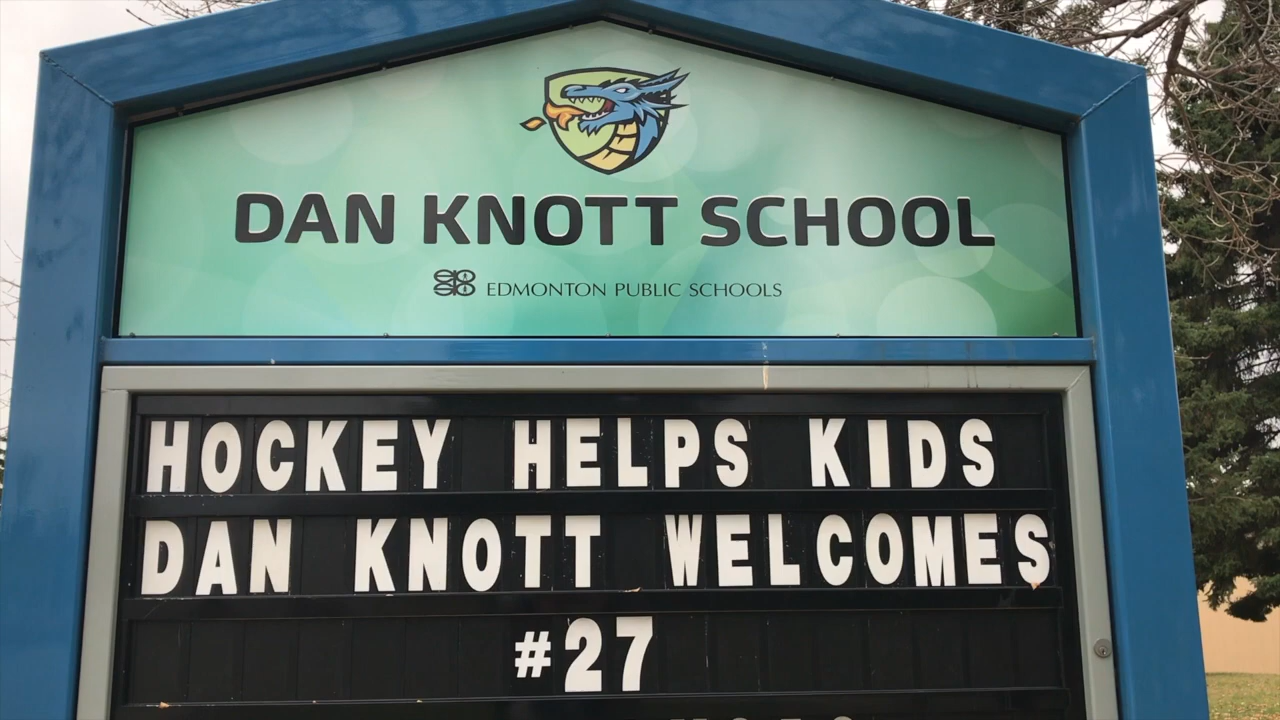 DAN KNOTT SCHOOL
EDMONTON PUBLIC SCHOOLS
HOCKEY HELPS KIDS
DAN KNOTT WELCOMES
#27